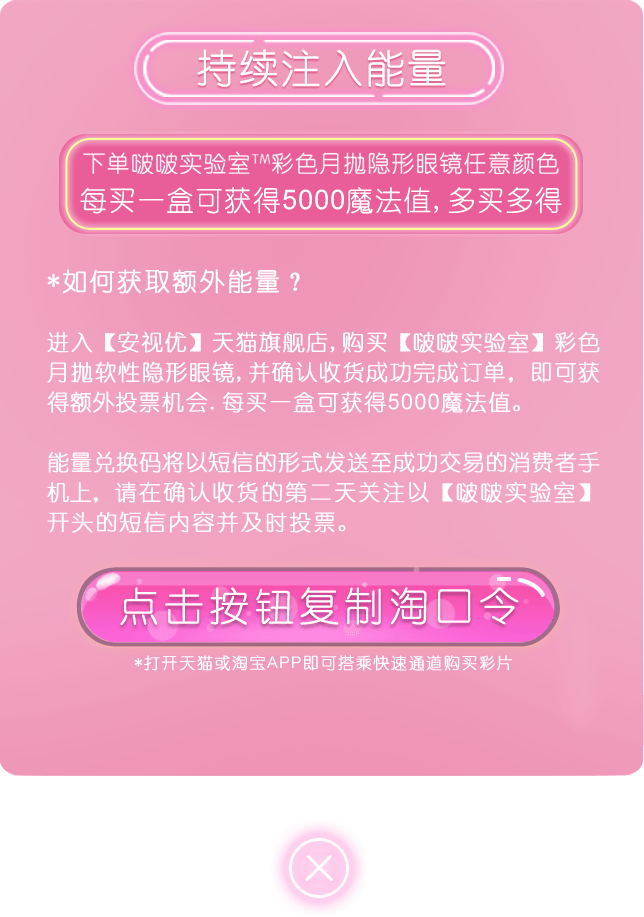 持续注入能量
下单啵啵实验室™彩色月抛隐形眼镜任意颜色
每买一盒可获得5000魔法值,多买多得
*如何获取额外能量？
进入【安视优】天猫旗舰店,购买【啵啵实验室】彩色
月抛软性隐形眼镜,并确认收货成功完成订单，即可获
得额外投票机会.每买一盒可获得5000魔法值。
能量兑换码将以短信的形式发送至成功交易的消费者手
机上，请在确认收货的第二天关注以【啵啵实验室】
开头的短信内容并及时投票。
点击按钮复制淘口令
*打开天猫或淘宝APP即可搭乘快速通道购买彩片